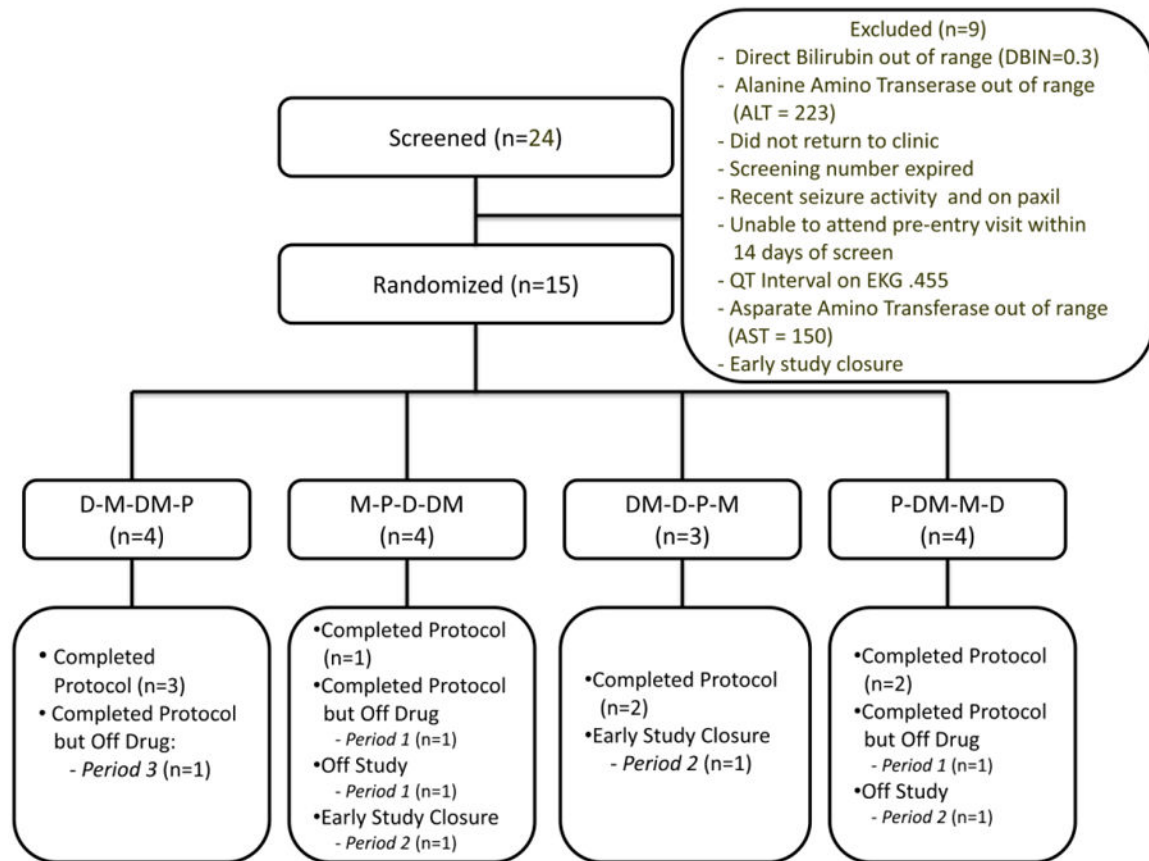 Excluded (n=9)
- Direct Bilirubin out of range (DBIN=0.3)
- Alanine Amino Transerase out of range
(ALT = 223)
- Did not return to clinic
- Screening number expired
- Recent seizure activity and on paxil
- Unable to attend pre-entry visit within
14 days of screen
- QT Interval on EKG .455
- Asparate Amino Transferase out of range
(AST = 150)
- Early study closure
Screened (n=24)
Randomized (n=15)
D-M-DM-P
(n=4)
M-P-D-DM
(n=4)
DM-D-P-M
(n=3)
P-DM-M-D
(n=4)
• Completed
Protocol (n=3)
• Completed Protocol
but Off Drug:
- Period 3 (n=1)
•Completed Protocol
(n=1)
•Completed Protocol
but Off Drug
- Period 1 (n=1)
•Off Study
- Period 1 (n=1)
•Early Study Closure
- Period 2 (n=1)
•Completed Protocol
(n=2)
•Early Study Closure
- Period 2 (n=1)
•Completed Protocol
(n=2)
•Completed Protocol
but Off Drug
- Period 1 (n=1)
•Off Study
- Period 2 (n=1)